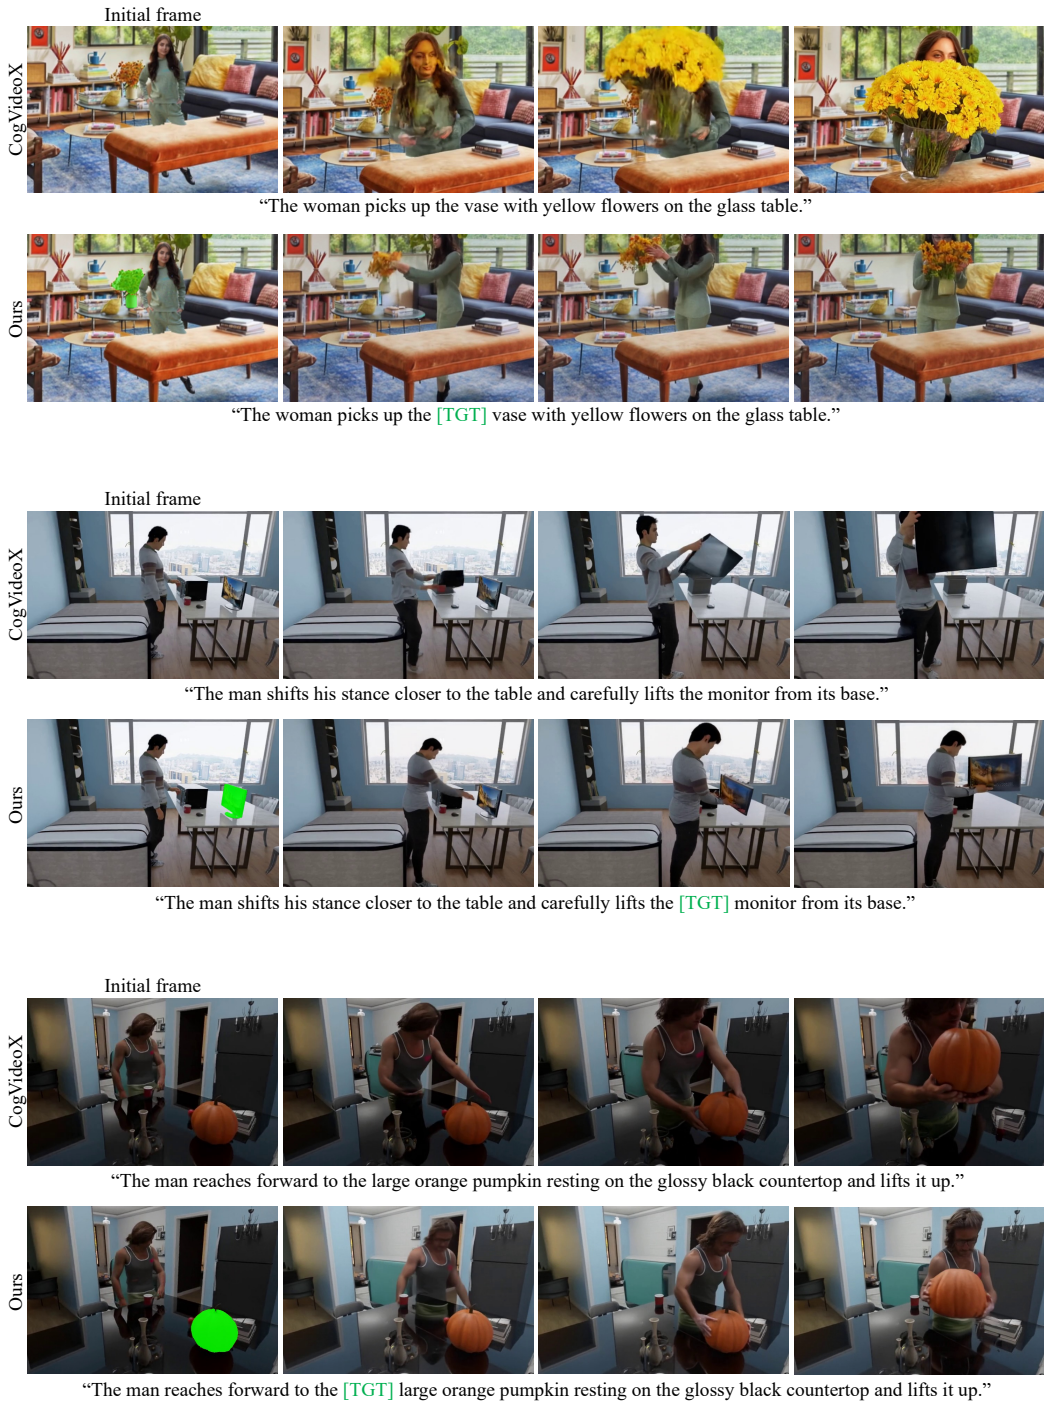 Initial frame
CogVideoX
“The woman picks up the vase with yellow flowers on the glass table.”
Ours
“The woman picks up the [TGT] vase with yellow flowers on the glass table.”
Initial frame
CogVideoX
“The man shifts his stance closer to the table and carefully lifts the monitor from its base.”
Ours
“The man shifts his stance closer to the table and carefully lifts the [TGT] monitor from its base.”
Initial frame
CogVideoX
“The man reaches forward to the large orange pumpkin resting on the glossy black countertop and lifts it up.”
Ours
“The man reaches forward to the [TGT] large orange pumpkin resting on the glossy black countertop and lifts it up.”